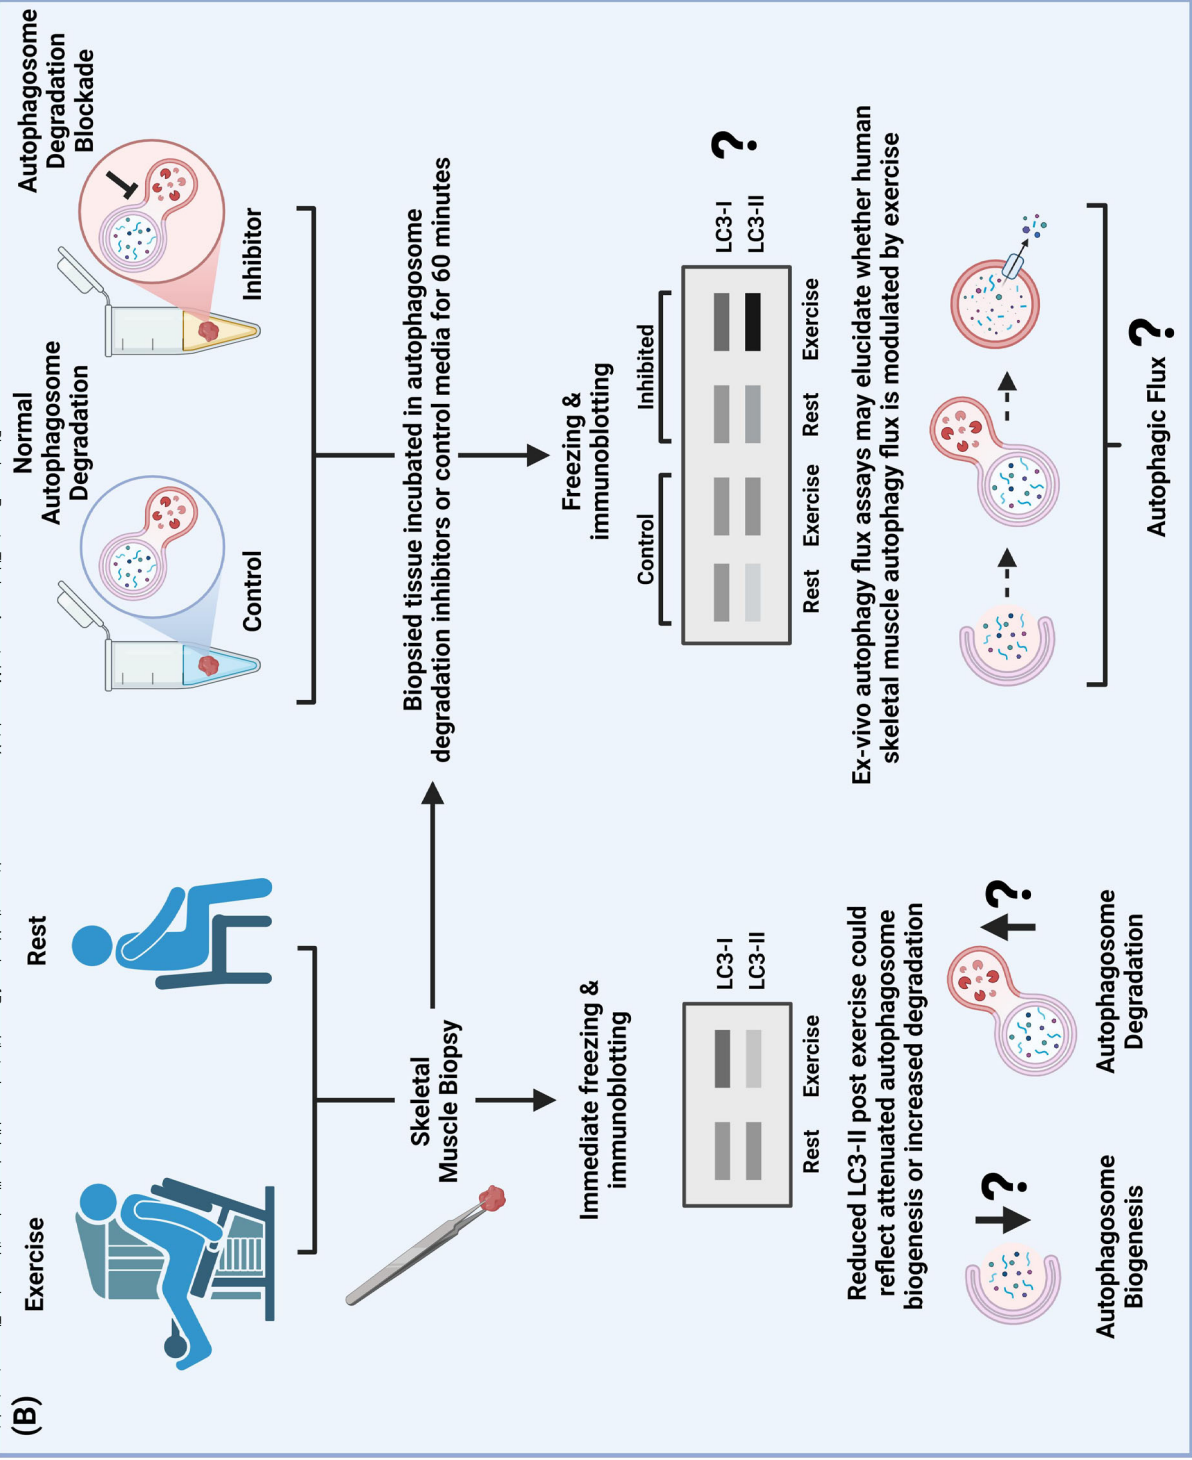 (B)
Exercise
Rest
Normal
Autophagosome
Degradation
Autophagosome
Degradation
Blockade
Control
Inhibitor
Skeletal
Muscle Biopsy
Biopsied tissue incubated in autophagosome
degradation inhibitors or control media for 60 minutes
Immediate freezing &
immunoblotting
LC3-I
LC3-II
Rest
Exercise
Reduced LC3-II post exercise could
reflect attenuated autophagosome
biogenesis or increased degradation
?
?
Autophagosome
Biogenesis
Autophagosome
Degradation
Freezing &
immunoblotting
Control
Inhibited
LC3-I
LC3-II
?
Rest
Exercise
Rest
Exercise
Ex-vivo autophagy flux assays may elucidate whether human
skeletal muscle autophagy flux is modulated by exercise
Autophagic Flux ?